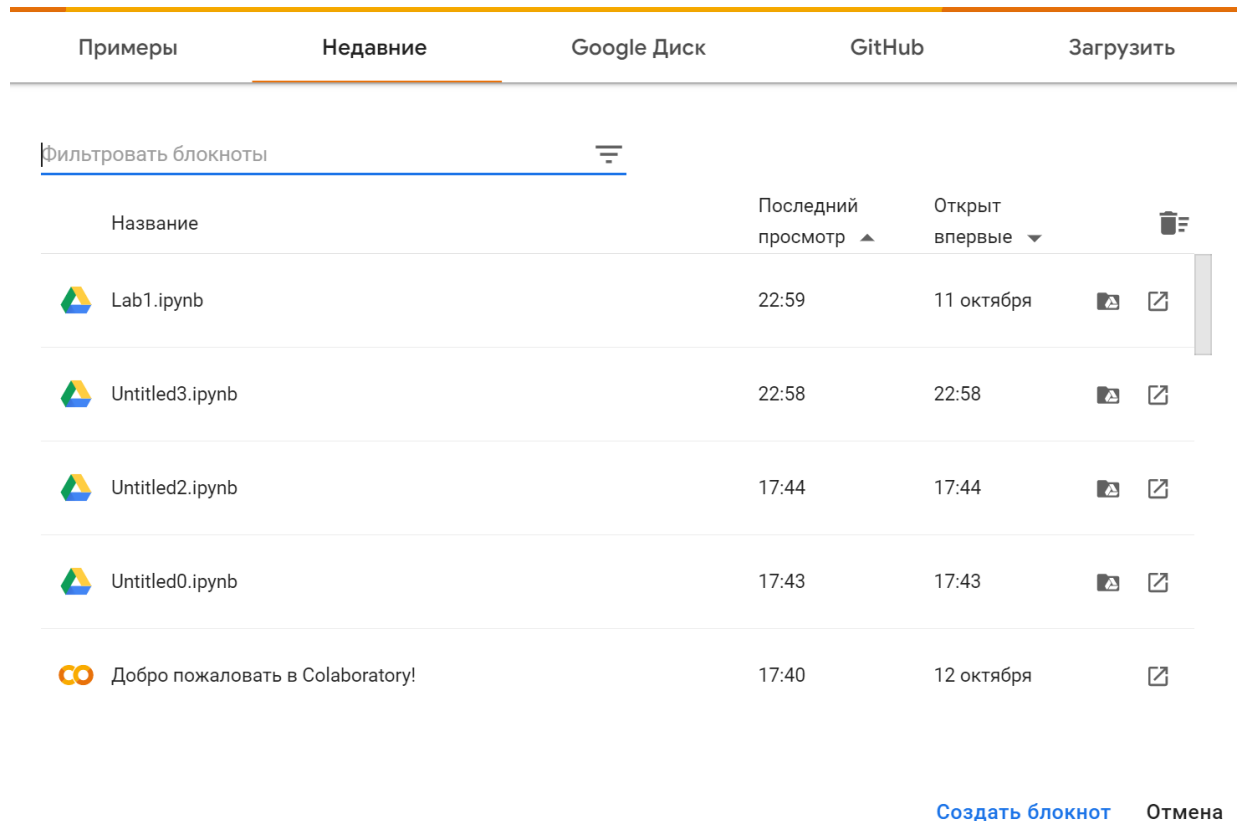 Примеры Недавние Google Диск GitHub Загрузить
Фильтровать блокноты
Название Последний просмотр Открыт впервые
Lab1.ipynb 22:59 11 октября
Untitled3.ipynb 22:58 22:58
Untitled2.ipynb 17:44 17:44
Untitled0.ipynb 17:43 17:43
CO Добро пожаловать в Colaboratory! 17:40 12 октября
Создать блокнот Отмена